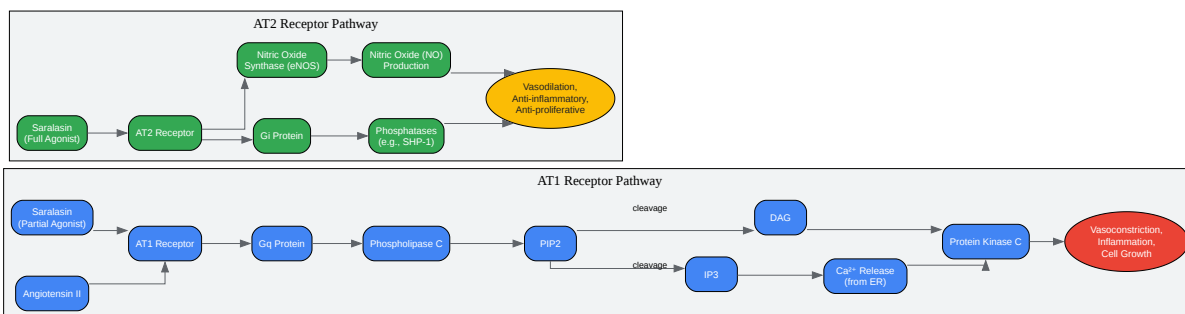 AT2 Receptor Pathway
Nitric Oxide
Synthase (eNOS)
Nitric Oxide (NO)
Production
Vasodilation,
Anti-inflammatory,
Anti-proliferative
Saralasin
(Full Agonist)
AT2 Receptor
Gi Protein
Phosphatases
(e.g., SHP-1)
AT1 Receptor Pathway
Saralasin
(Partial Agonist)
cleavage
DAG
AT1 Receptor
Gq Protein
Phospholipase C
PIP2
Protein Kinase C
Vasoconstriction,
Inflammation,
Cell Growth
cleavage
IP3
Ca²⁺ Release
(from ER)
Angiotensin II